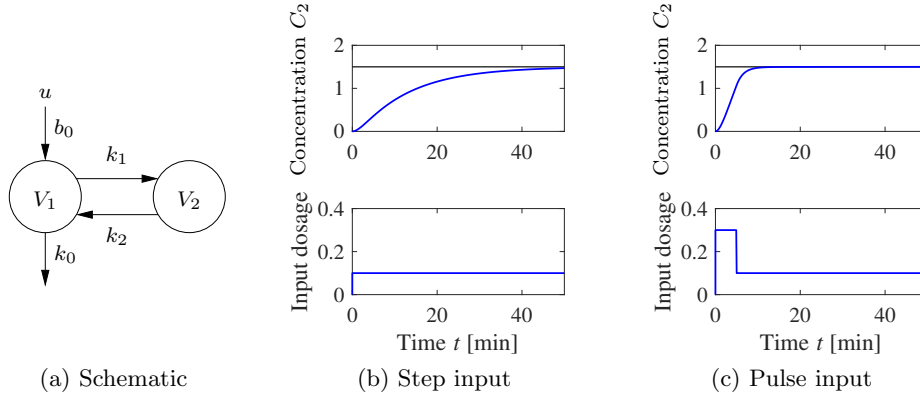 u
b₀
k₁
V₁
V₂
k₂
k₀
(a) Schematic
Concentration C₂
2
1
0
0
20
40
Input dosage
0.4
0.2
0
0
20
40
Time t [min]
(b) Step input
Concentration C₂
2
1
0
0
20
40
Input dosage
0.4
0.2
0
0
20
40
Time t [min]
(c) Pulse input